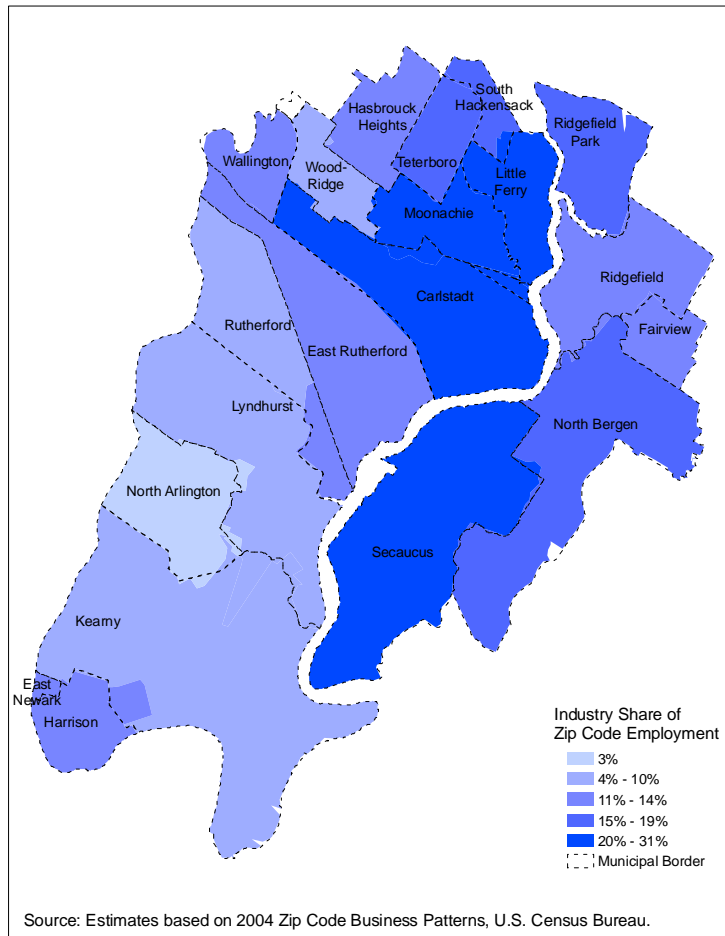 South
Hackensack
Hasbrouck
Heights
Ridgefield
Park
Wallington
Wood-
Ridge
Teterboro
Little
Ferry
Moonachie
Ridgefield
Carlstadt
Rutherford
Fairview
East Rutherford
Lyndhurst
North Bergen
North Arlington
Secaucus
Kearny
East
Newark
Harrison
Industry Share of
Zip Code Employment
3%
4% - 10%
11% - 14%
15% - 19%
20% - 31%
Municipal Border
Source: Estimates based on 2004 Zip Code Business Patterns, U.S. Census Bureau.